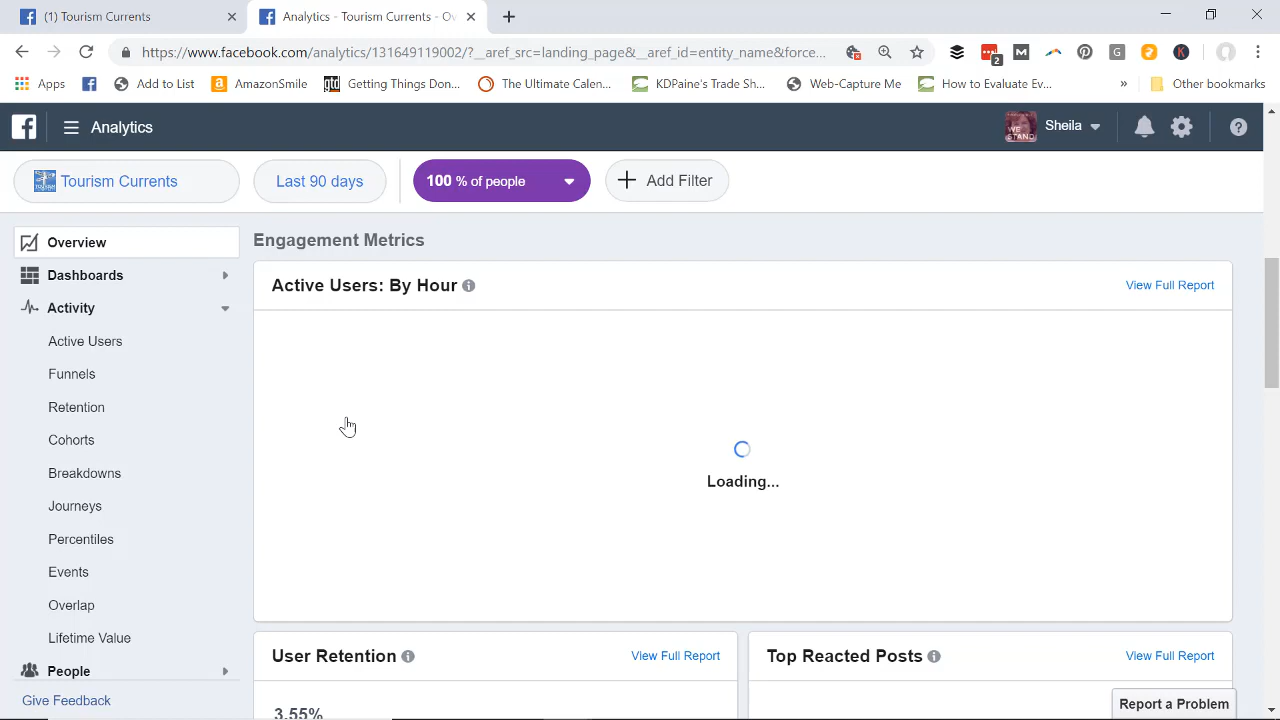 (1) Tourism Currents
Analytics - Tourism Currents - Ov
https://www.facebook.com/analytics/131649119002/?__aref_src=landing_page&__aref_id=entity_name&force...
2
M
G
K
Apps
Add to List
a
AmazonSmile
gtd
Getting Things Don...
The Ultimate Calen...
KDPaine's Trade Sh...
Web-Capture Me
How to Evaluate Ev...
»
Other bookmarks
Analytics
WE STAND
Sheila
Tourism Currents
Last 90 days
100 % of people
+ Add Filter
Overview
Dashboards
Activity
Active Users
Funnels
Retention
Cohorts
Breakdowns
Journeys
Percentiles
Events
Overlap
Lifetime Value
People
Give Feedback
Engagement Metrics
Active Users: By Hour
View Full Report
Loading...
User Retention
View Full Report
3.55%
Top Reacted Posts
View Full Report
Report a Problem